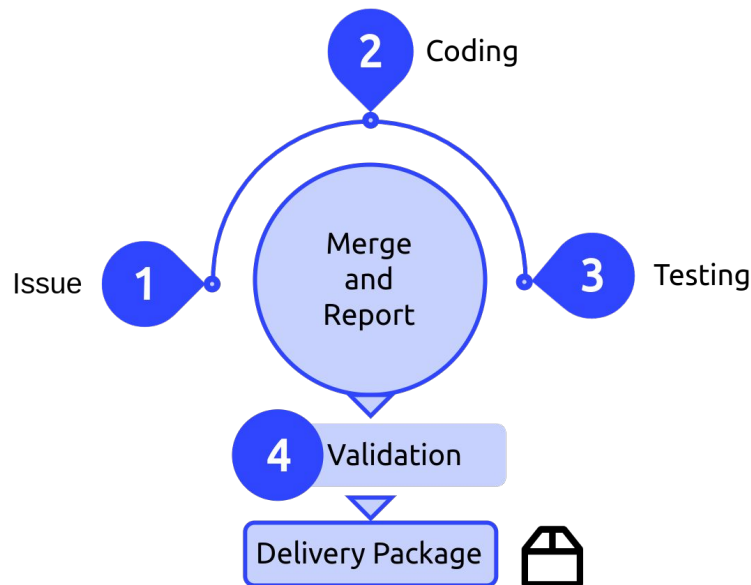 2
Coding
Merge
and
Report
Issue
1
3
Testing
4
Validation
Delivery Package